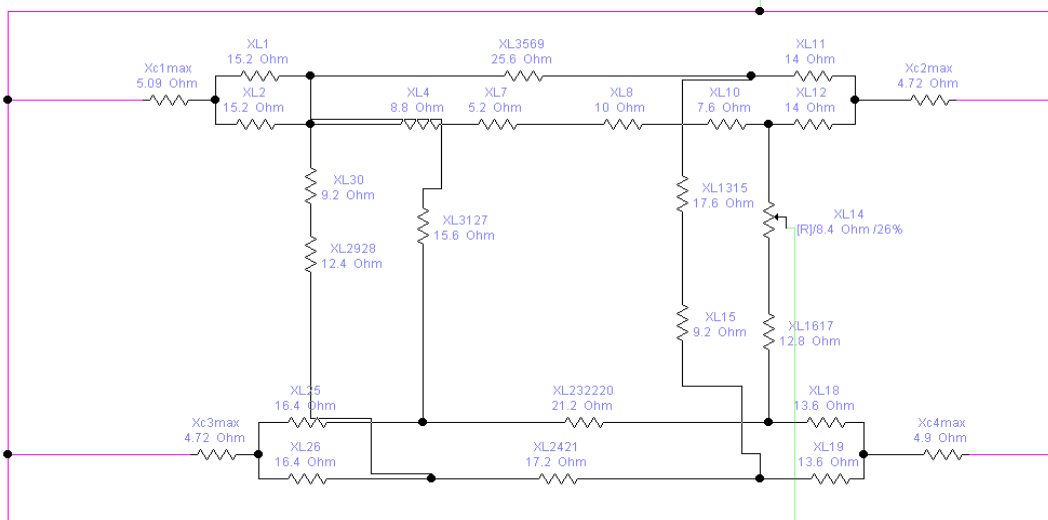 XL1
15.2 Ohm
XL3569
25.6 Ohm
XL11
14 Ohm
Xc1max
5.09 Ohm
Xc2max
4.72 Ohm
XL2
15.2 Ohm
XL4
8.8 Ohm
XL7
5.2 Ohm
XL8
10 Ohm
XL10
7.6 Ohm
XL12
14 Ohm
XL30
9.2 Ohm
XL1315
17.6 Ohm
XL14
[R]/8.4 Ohm /26%
XL3127
15.6 Ohm
XL2928
12.4 Ohm
XL15
9.2 Ohm
XL1617
12.8 Ohm
XL25
16.4 Ohm
XL232220
21.2 Ohm
XL18
13.6 Ohm
Xc3max
4.72 Ohm
Xc4max
4.9 Ohm
XL26
16.4 Ohm
XL2421
17.2 Ohm
XL19
13.6 Ohm